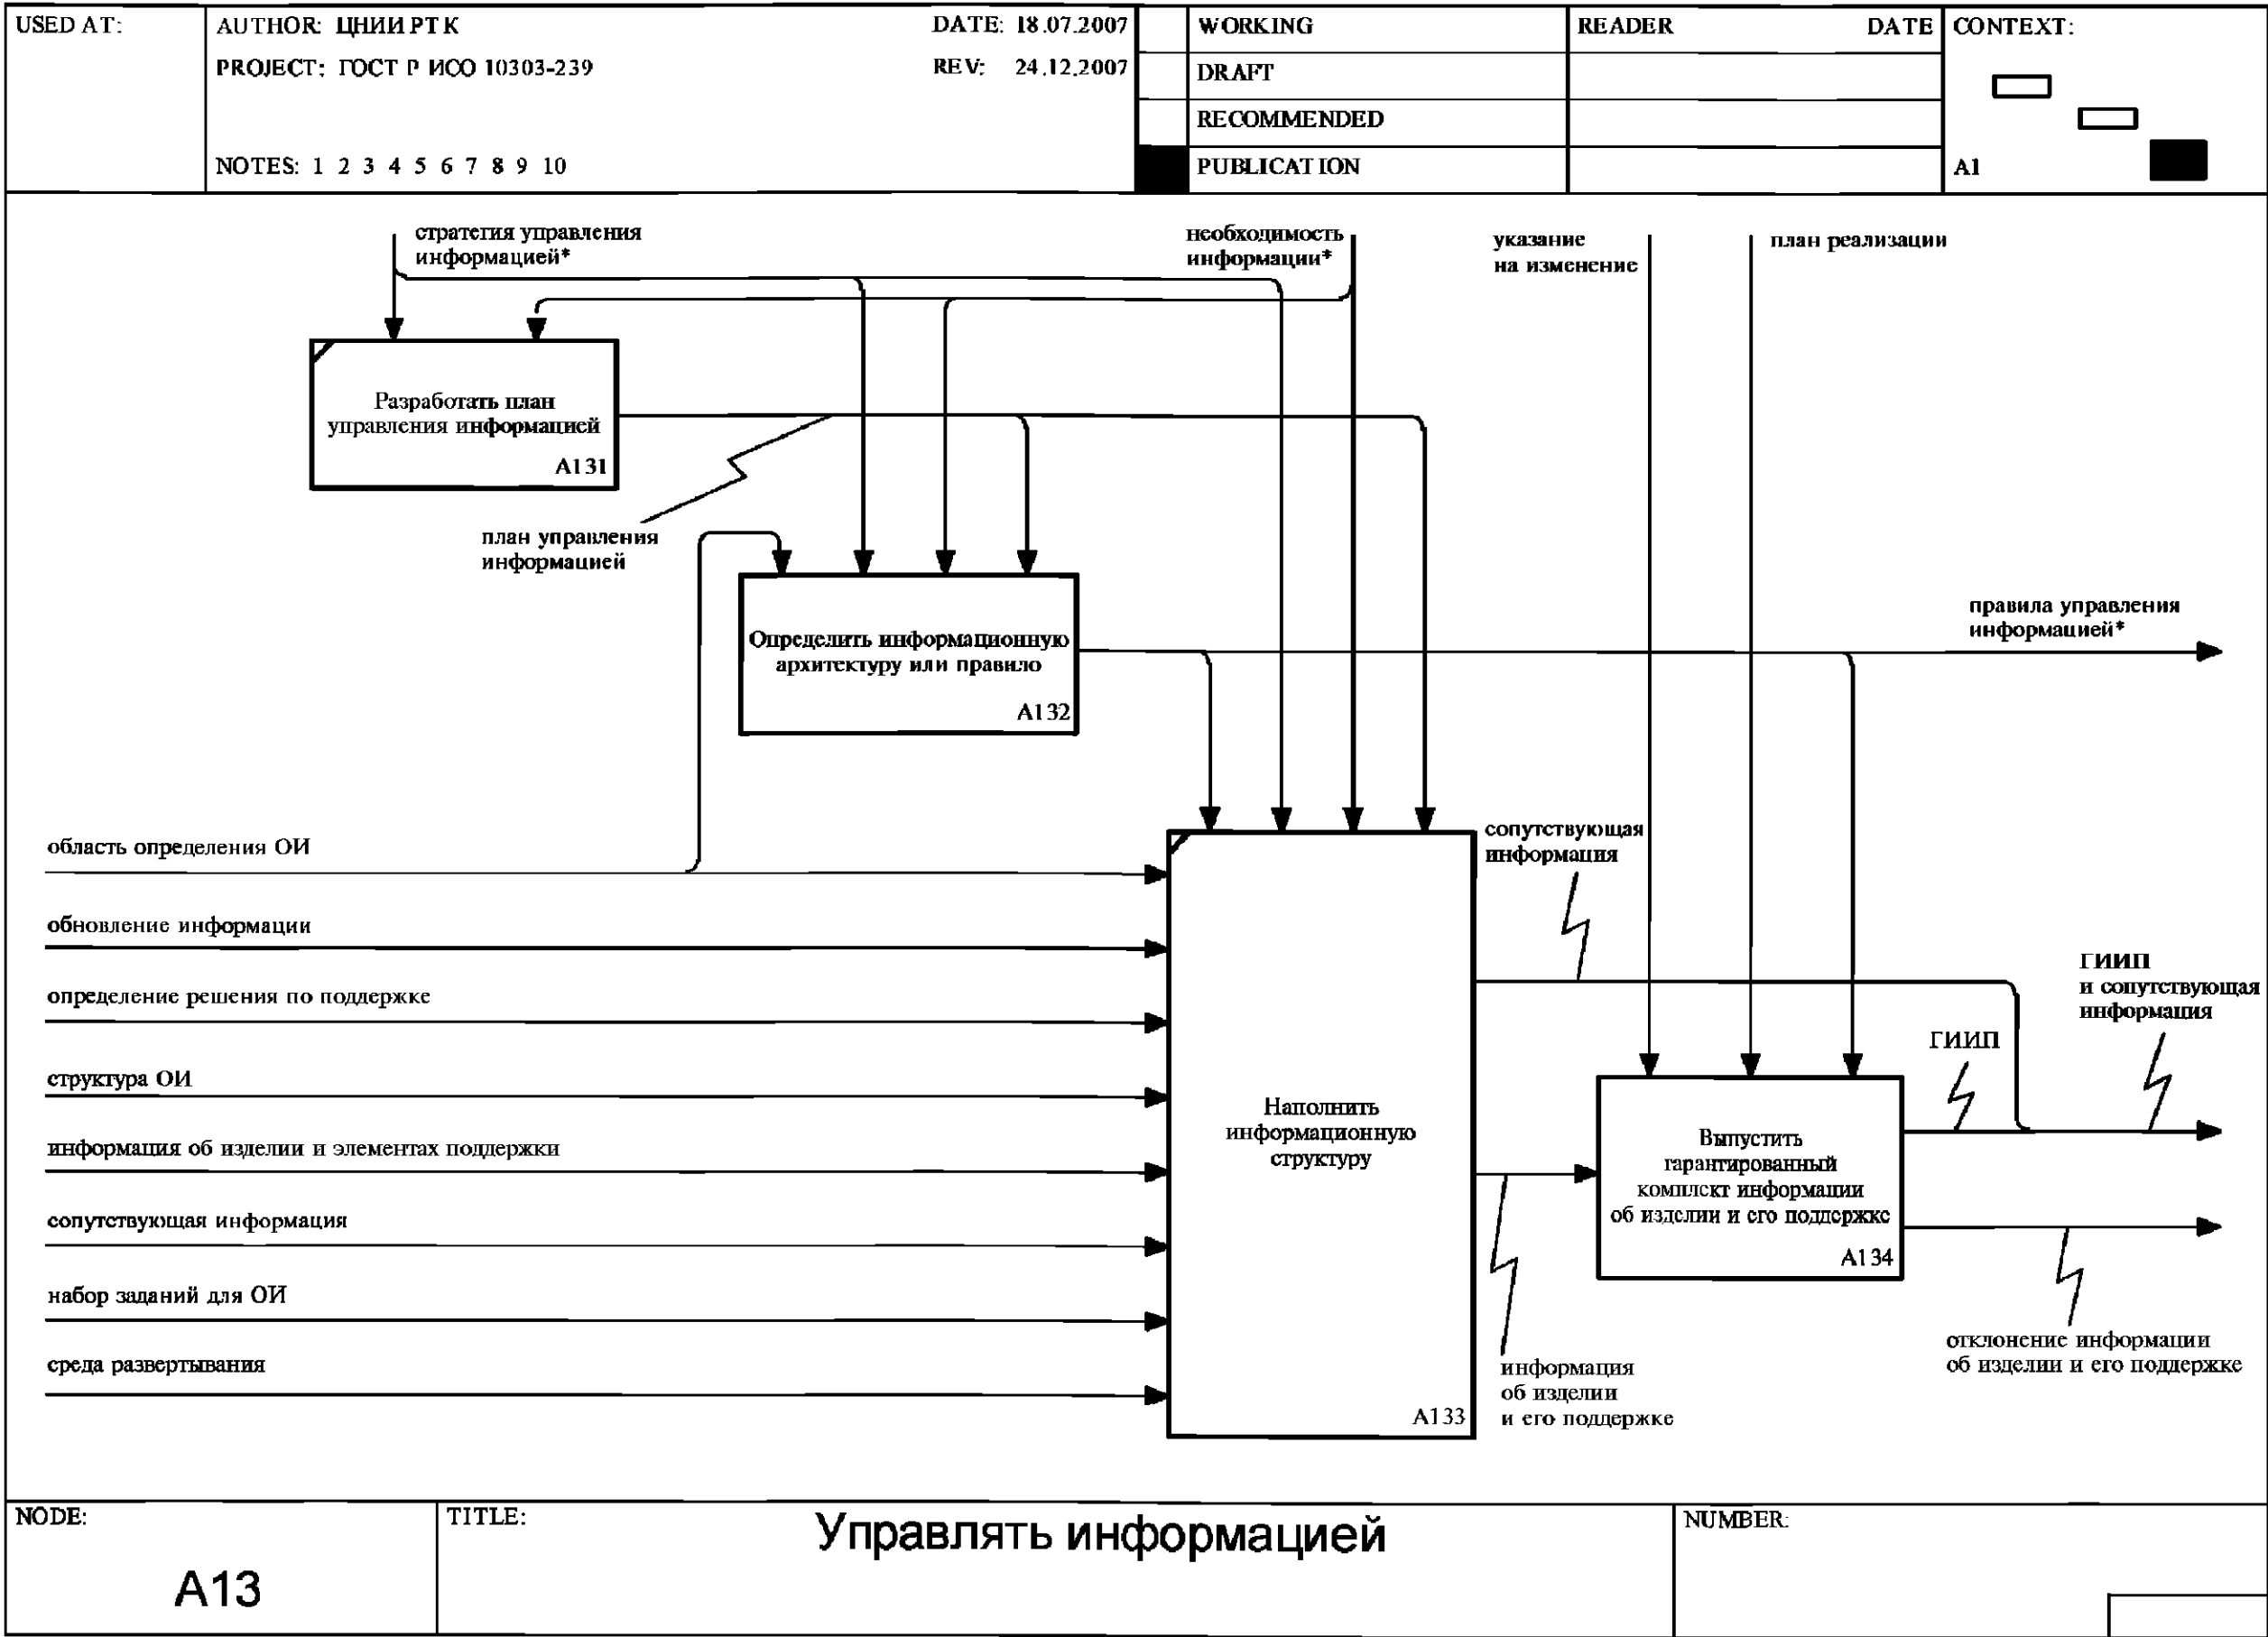 USED AT:
AUTHOR: ЦНИИ РТК
DATE: 18.07.2007
PROJECT: ГОСТ Р ИСО 10303-239
REV: 24.12.2007
NOTES: 1 2 3 4 5 6 7 8 9 10
WORKING
DRAFT
RECOMMENDED
PUBLICATION
READER DATE
CONTEXT:
A1
стратегия управления
информацией*
необходимость
информации*
указание
на изменение
план реализации
Разработать план
управления информацией
A131
план управления
информацией
Определить информационную
архитектуру или правило
A132
правила управления
информацией*
область определения ОИ
обновление информации
определение решения по поддержке
структура ОИ
информация об изделии и элементах поддержки
сопутствующая информация
набор заданий для ОИ
среда развертывания
Наполнить
информационную
структуру
A133
сопутствующая
информация
информация
об изделии
и его поддержке
Выпустить
гарантированный
комплект информации
об изделии и его поддержке
A134
ГИИП
ГИИП
и сопутствующая
информация
отклонение информации
об изделии и его поддержке
NODE:
A13
TITLE:
Управлять информацией
NUMBER: